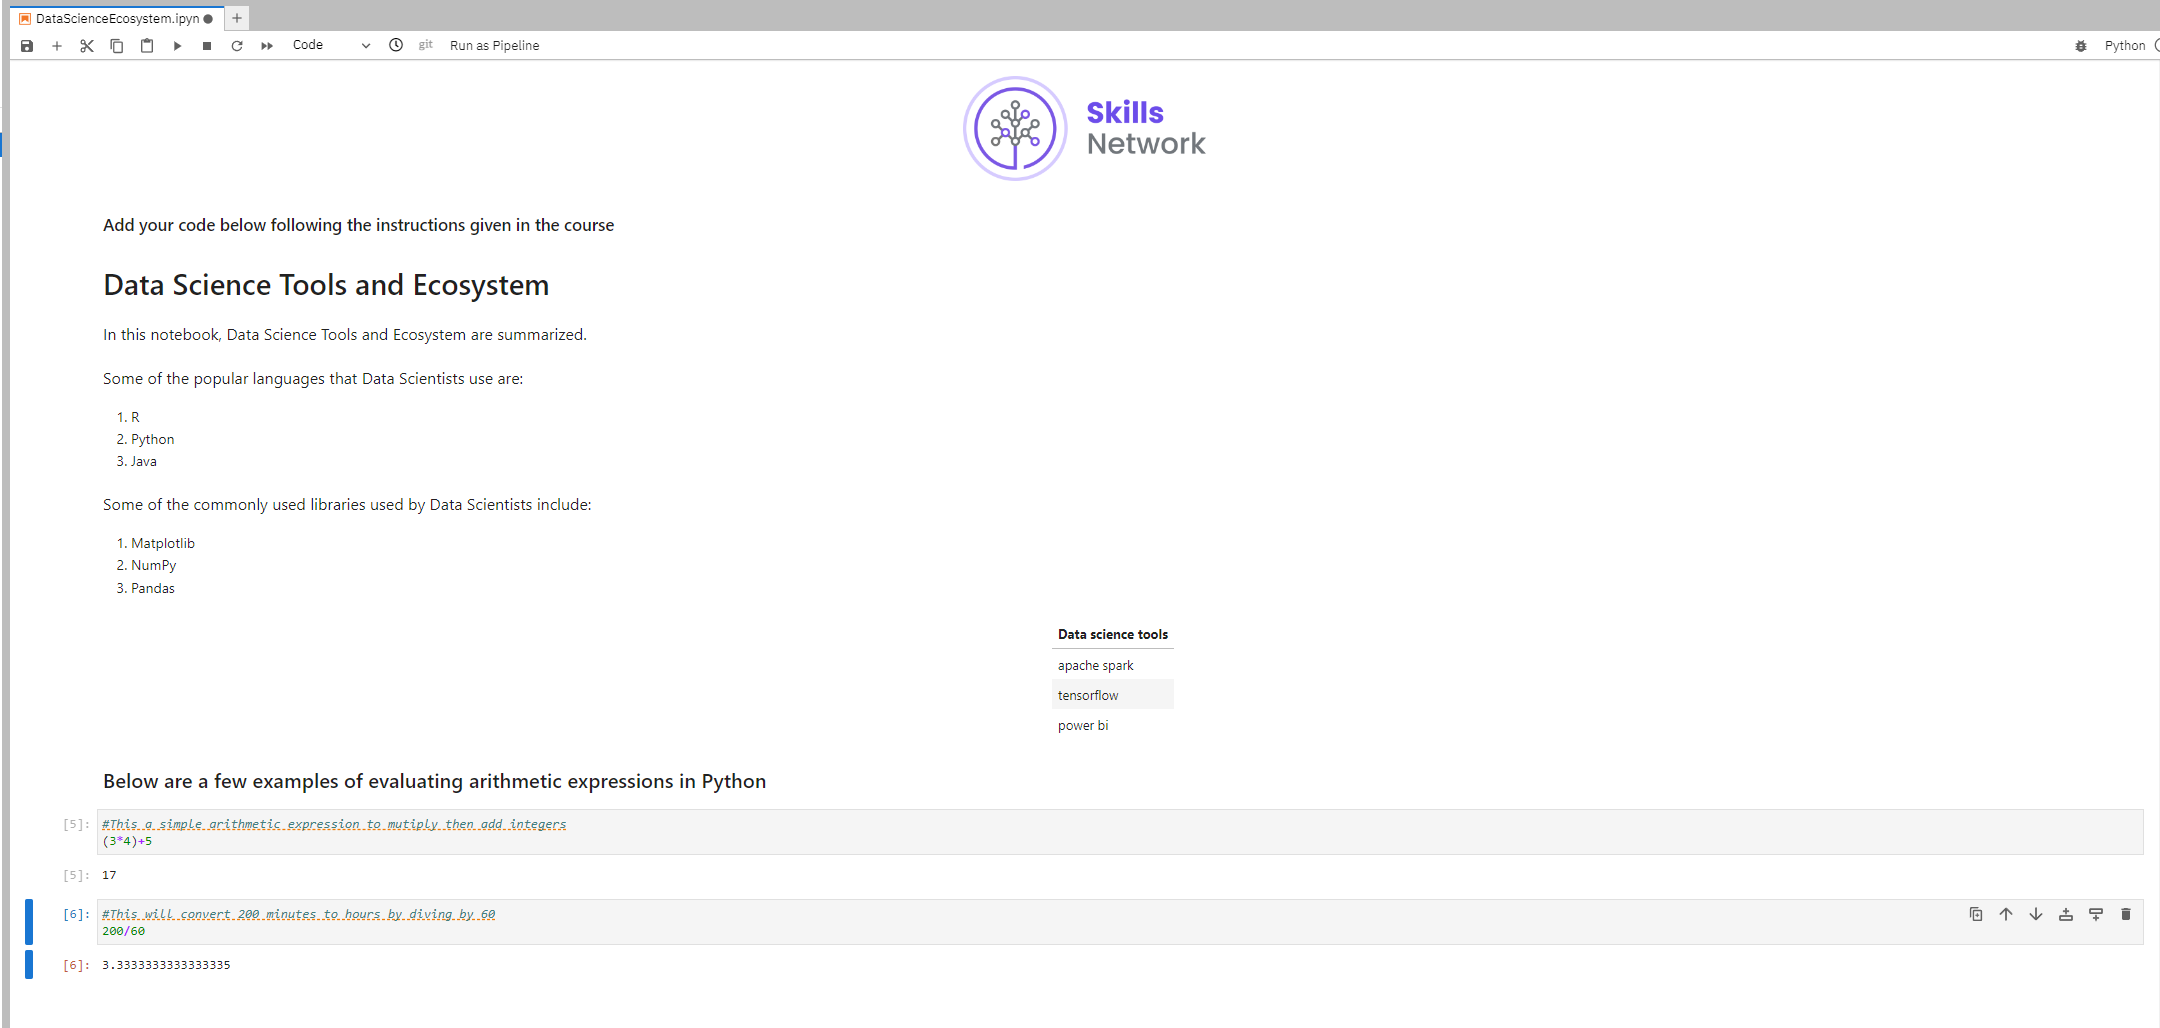 DataScienceEcosystem.ipyn
Code
git
Run as Pipeline
Python
Skills
Network
Add your code below following the instructions given in the course
Data Science Tools and Ecosystem
In this notebook, Data Science Tools and Ecosystem are summarized.
Some of the popular languages that Data Scientists use are:
1. R
2. Python
3. Java
Some of the commonly used libraries used by Data Scientists include:
1. Matplotlib
2. NumPy
3. Pandas
Data science tools
apache spark
tensorflow
power bi
Below are a few examples of evaluating arithmetic expressions in Python
[5]: #This a simple arithmetic expression to mutiply then add integers
(3*4)+5
[5]: 17
[6]: #This will convert 200 minutes to hours by diving by 60
200/60
[6]: 3.3333333333333335